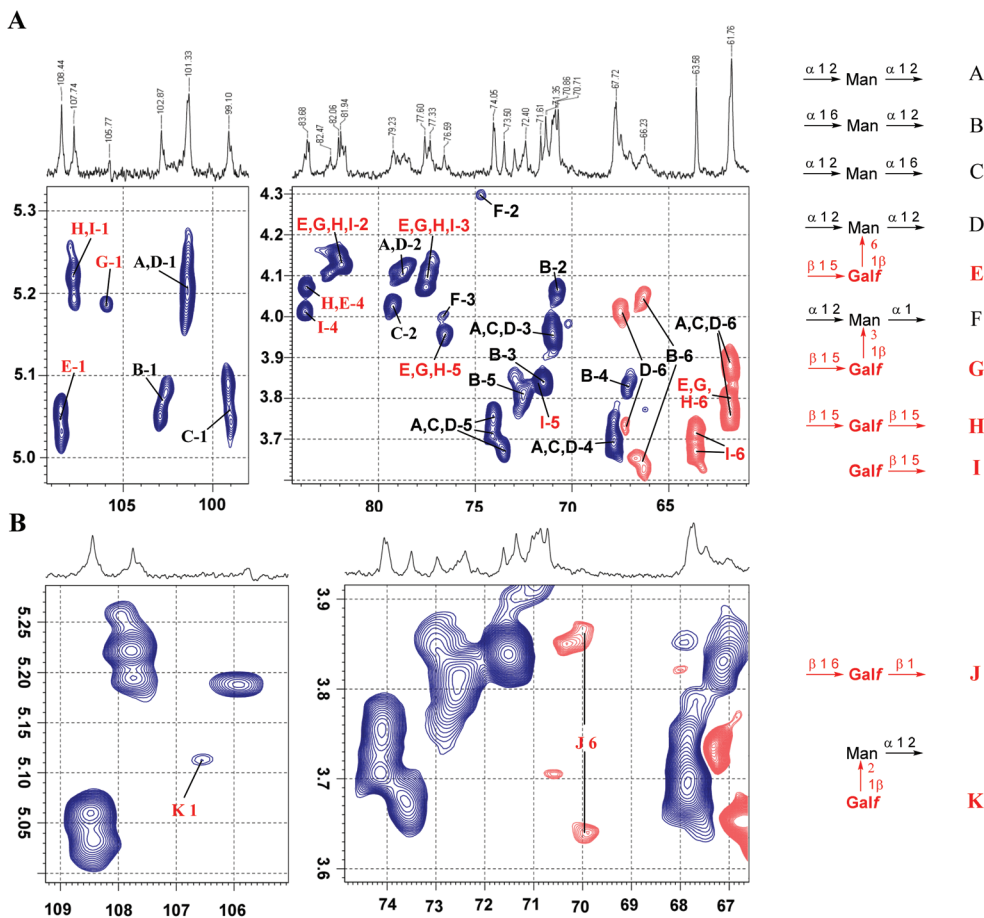 A
108.44
107.74
105.77
102.87
101.33
99.10
83.68
82.47
82.06
81.94
79.23
77.60
77.33
76.59
74.05
73.50
72.40
71.61
71.35
70.86
70.71
67.72
66.23
63.58
61.76
5.3
5.2
5.1
5.0
H,I-1
G-1
A,D-1
E-1
B-1
C-1
105
100
4.3
4.2
4.1
4.0
3.9
3.8
3.7
3.6
F-2
E,G,H,I-2
A,D-2
E,G,H,I-3
B-2
H,E-4
I-4
C-2
F-3
A,C,D-3
E,G,H-5
B-3
B-5
I-5
B-4
D-6
B-6
A,C,D-6
E,G,
H-6
A,C,D-5
A,C,D-4
I-6
80
75
70
65
α 1 2 Man α 1 2 A
α 1 6 Man α 1 2 B
α 1 2 Man α 1 6 C
α 1 2 Man α 1 2 D
6
1β
β 1 5 Galf E
α 1 2 Man α 1 F
3
1β
β 1 5 Galf G
β 1 5 Galf β 1 5 H
Galf β 1 5 I
B
5.25
5.20
5.15
5.10
5.05
K 1
109
108
107
106
3.9
3.8
3.7
3.6
J 6
74
73
72
71
70
69
68
67
β 1 6 Galf β 1 J
Man α 1 2
2
1β
Galf K